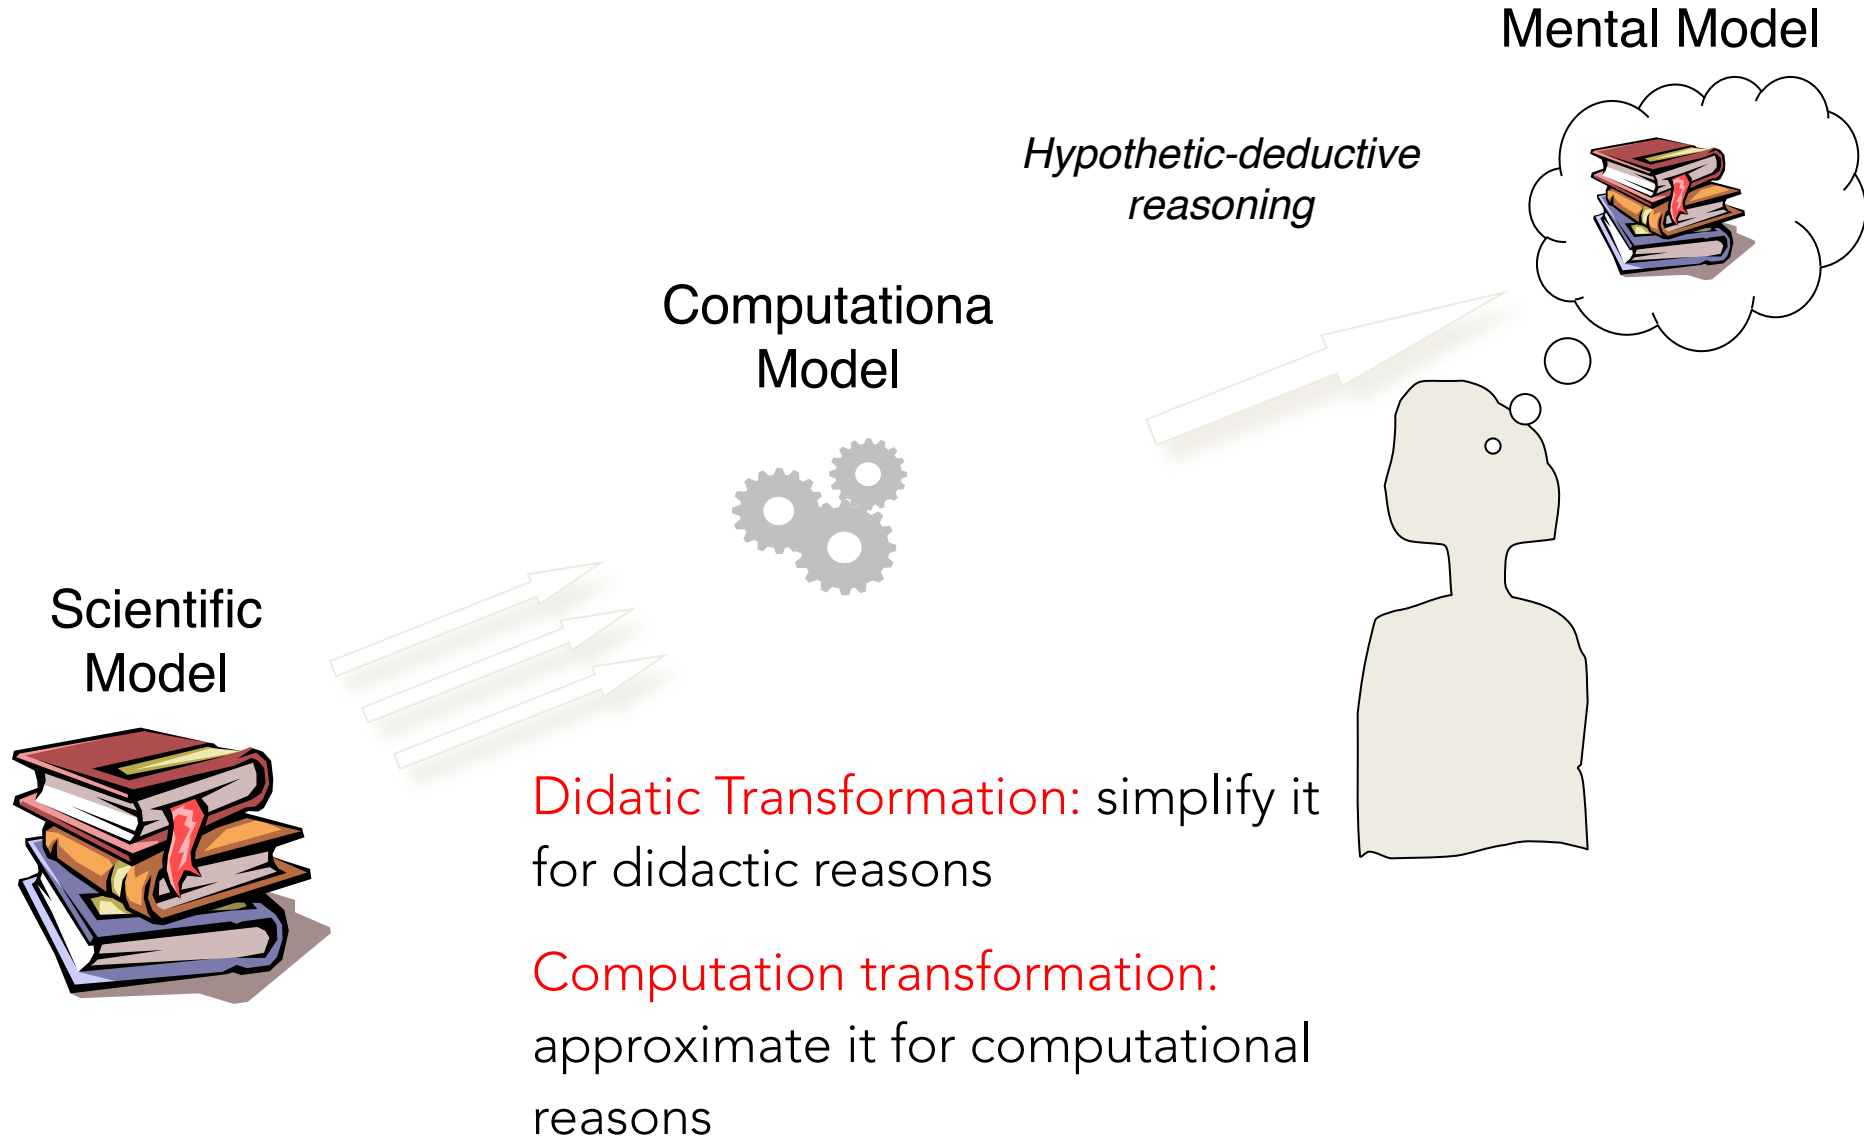 Mental Model
Hypothetic-deductive
reasoning
Computationa
Model
Scientific
Model
Didatic Transformation: simplify it
for didactic reasons
Computation transformation:
approximate it for computational
reasons